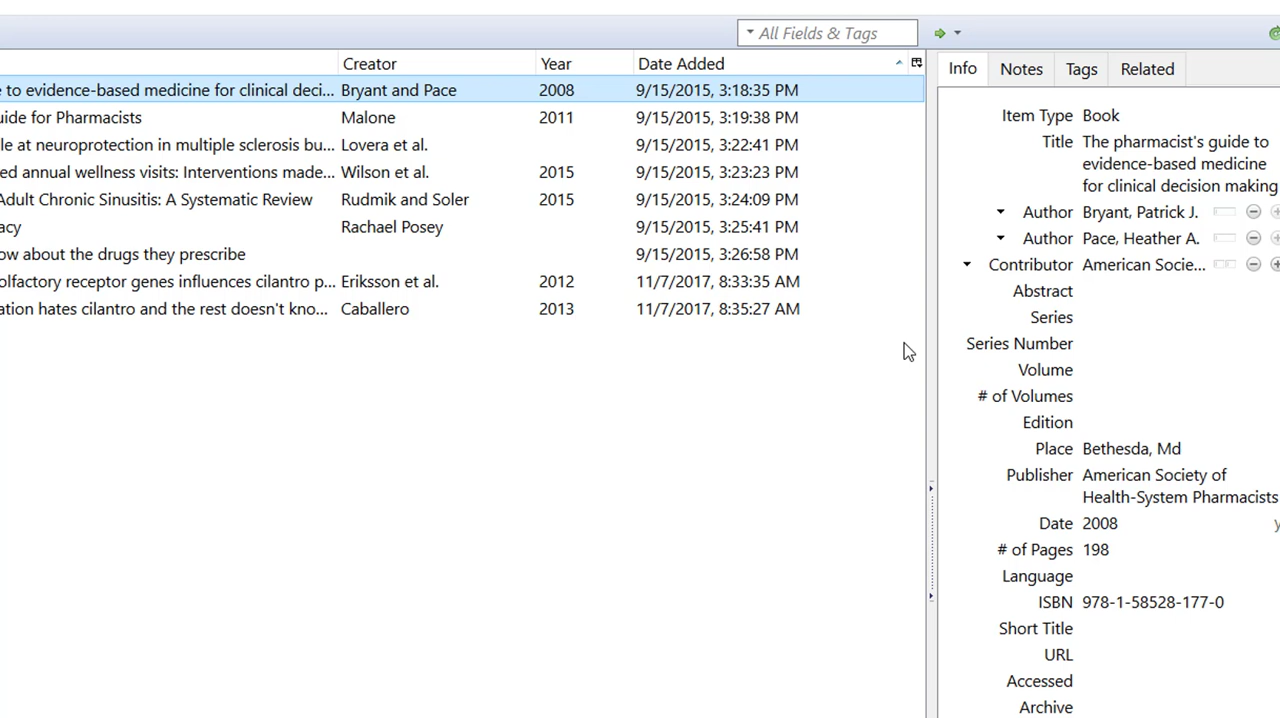 All Fields & Tags
Creator Year Date Added
e to evidence-based medicine for clinical deci... Bryant and Pace 2008 9/15/2015, 3:18:35 PM
uide for Pharmacists Malone 2011 9/15/2015, 3:19:38 PM
le at neuroprotection in multiple sclerosis bu... Lovera et al. 9/15/2015, 3:22:41 PM
ed annual wellness visits: Interventions made... Wilson et al. 2015 9/15/2015, 3:23:23 PM
Adult Chronic Sinusitis: A Systematic Review Rudmik and Soler 2015 9/15/2015, 3:24:09 PM
acy Rachael Posey 9/15/2015, 3:25:41 PM
ow about the drugs they prescribe 9/15/2015, 3:26:58 PM
olfactory receptor genes influences cilantro p... Eriksson et al. 2012 11/7/2017, 8:33:35 AM
ation hates cilantro and the rest doesn't kno... Caballero 2013 11/7/2017, 8:35:27 AM
Info Notes Tags Related
Item Type Book
Title The pharmacist's guide to
evidence-based medicine
for clinical decision making
Author Bryant, Patrick J.
Author Pace, Heather A.
Contributor American Socie...
Abstract
Series
Series Number
Volume
# of Volumes
Edition
Place Bethesda, Md
Publisher American Society of
Health-System Pharmacists
Date 2008 y
# of Pages 198
Language
ISBN 978-1-58528-177-0
Short Title
URL
Accessed
Archive